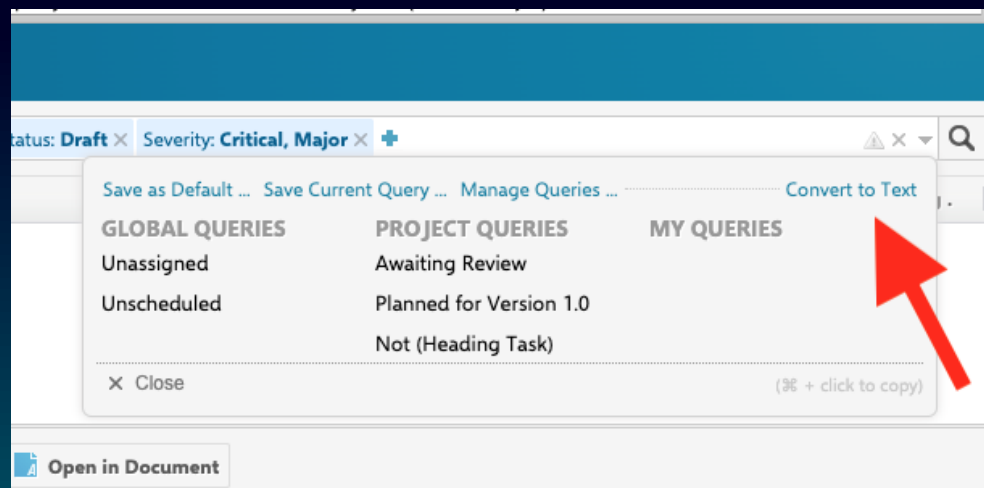 tatus: Draft × Severity: Critical, Major ×
Save as Default ... Save Current Query ... Manage Queries ... Convert to Text
GLOBAL QUERIES PROJECT QUERIES MY QUERIES
Unassigned Awaiting Review
Unscheduled Planned for Version 1.0
Not (Heading Task)
× Close (⌘ + click to copy)
Open in Document